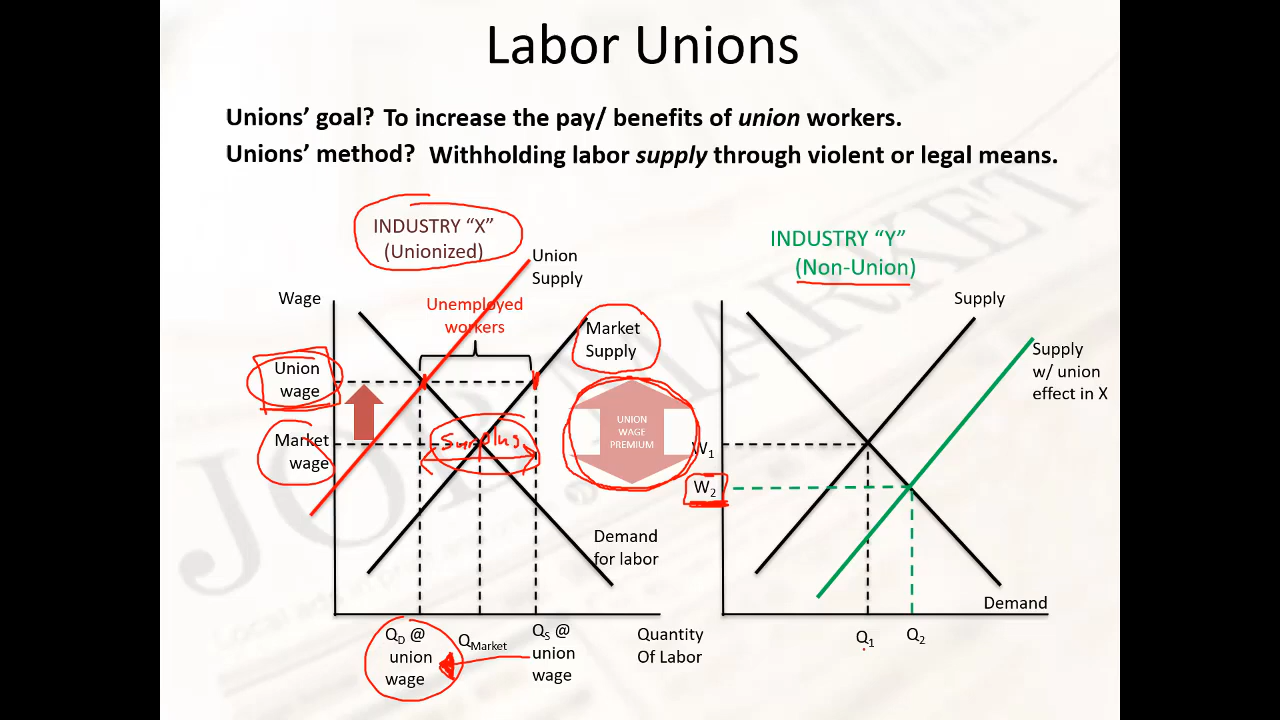 Labor Unions
Unions' goal? To increase the pay/ benefits of union workers.
Unions' method? Withholding labor supply through violent or legal means.
INDUSTRY "X"
(Unionized)
Union
Supply
Wage
Unemployed
workers
Market
Supply
Union
wage
Market
wage
Surplus
UNION
WAGE
PREMIUM
Demand
for labor
QD @
union
wage
QMarket
QS @
union
wage
Quantity
Of Labor
INDUSTRY "Y"
(Non-Union)
Supply
Supply
w/ union
effect in X
W1
W2
Demand
Q1
Q2
JOB MARKET